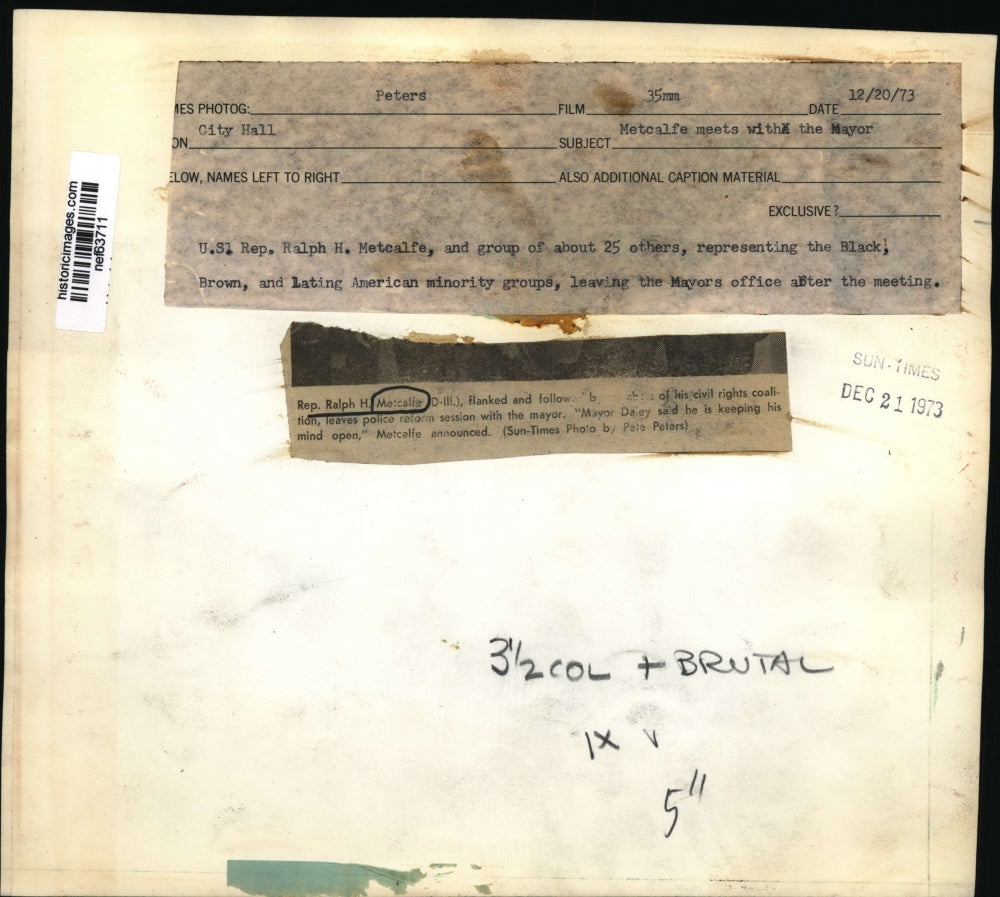 Peters 35mm 12/20/73
MES PHOTOG: FILM DATE
City Hall Metcalfe meets withX the Mayor
ON SUBJECT
ELOW, NAMES LEFT TO RIGHT ALSO ADDITIONAL CAPTION MATERIAL
EXCLUSIVE?
U.S1 Rep. Ralph H. Metcalfe, and group of about 25 others, representing the Black,
Brown, and Lating American minority groups, leaving the Mayors office after the meeting.
historicimages.com
nef63711
Rep. Ralph H. Metcalfe (D-Ill.), flanked and of his civil rights coali-
tion, leaves police reform session with the mayor. "Mayor Daley said he is keeping his
mind open," Metcalfe announced. (Sun-Times Photo by Pete Peters)
SUN-TIMES
DEC 21 1973
3 1/2 COL + BRUTAL
1X V
5"